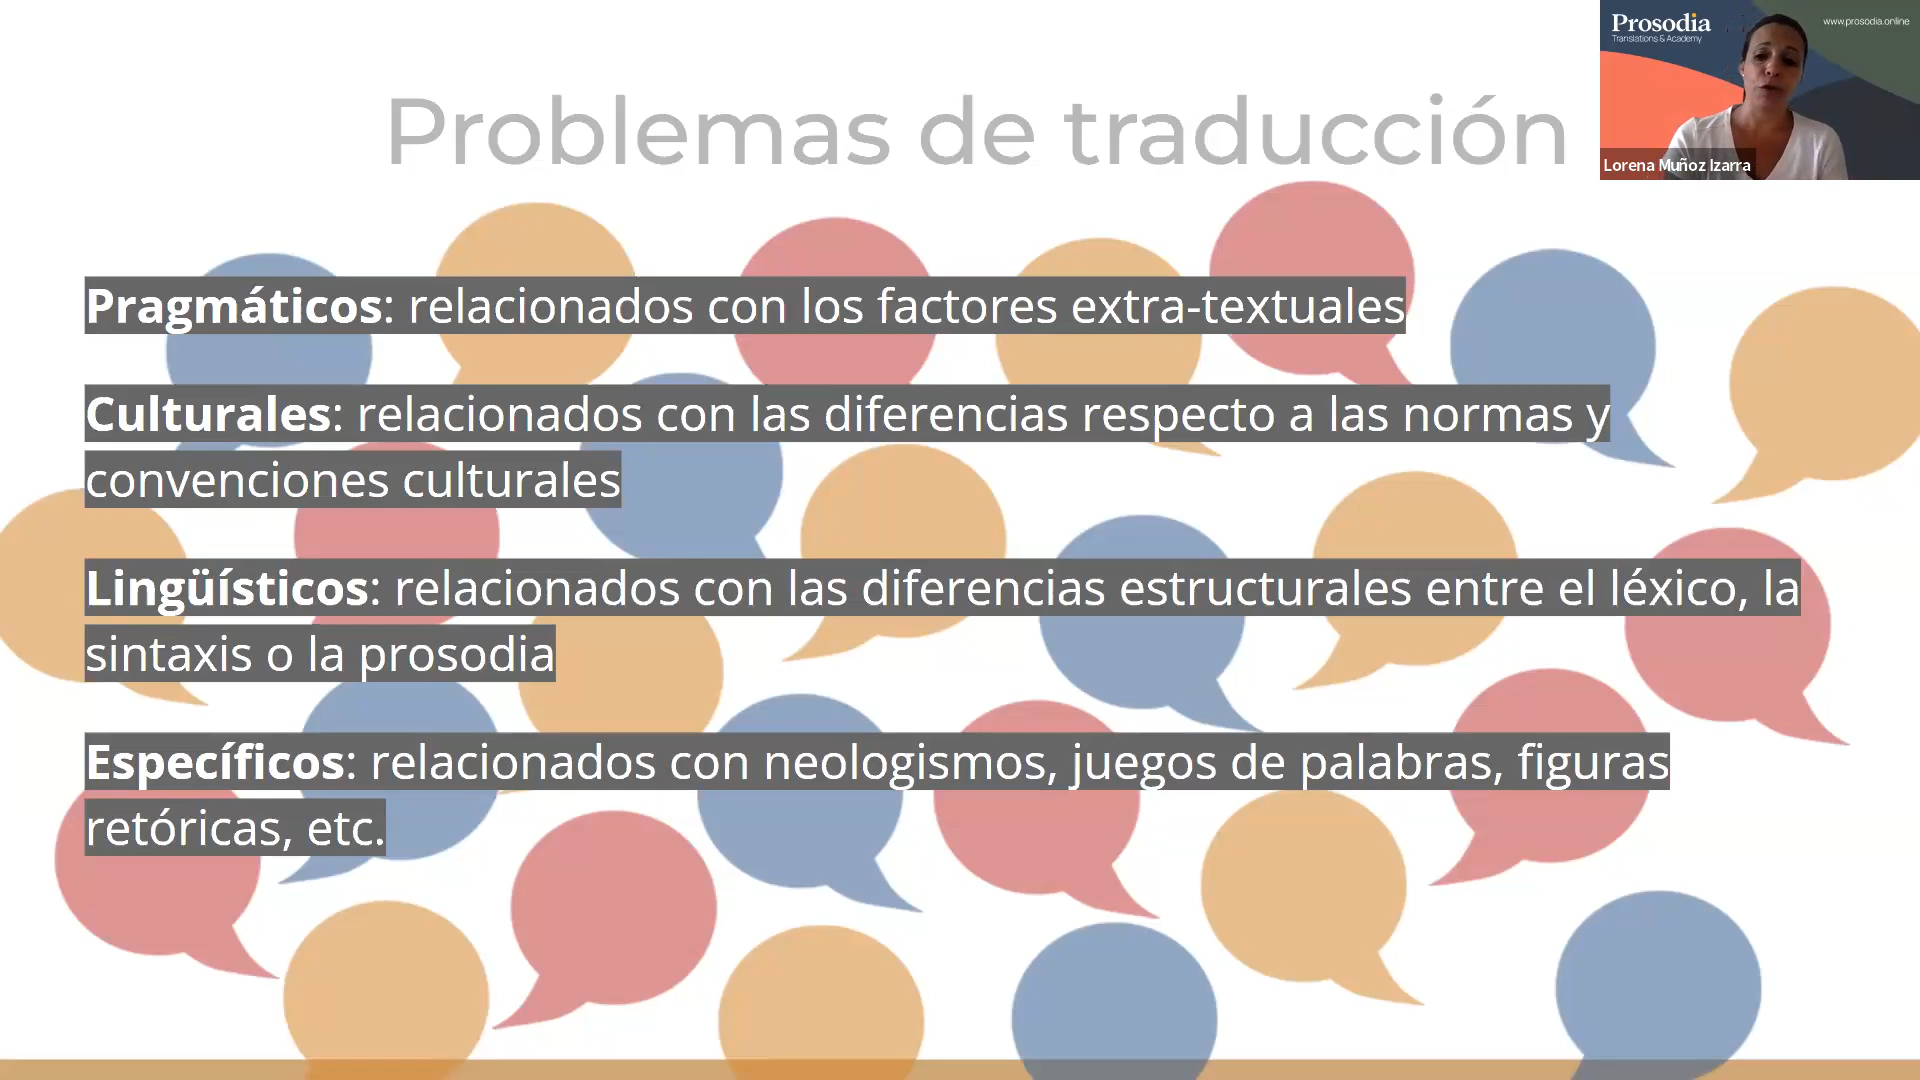 Prosodia
Translations & Academy
www.prosodia.online
Lorena Muñoz Izarra
Problemas de traducción
Pragmáticos: relacionados con los factores extra-textuales
Culturales: relacionados con las diferencias respecto a las normas y
convenciones culturales
Lingüísticos: relacionados con las diferencias estructurales entre el léxico, la
sintaxis o la prosodia
Específicos: relacionados con neologismos, juegos de palabras, figuras
retóricas, etc.